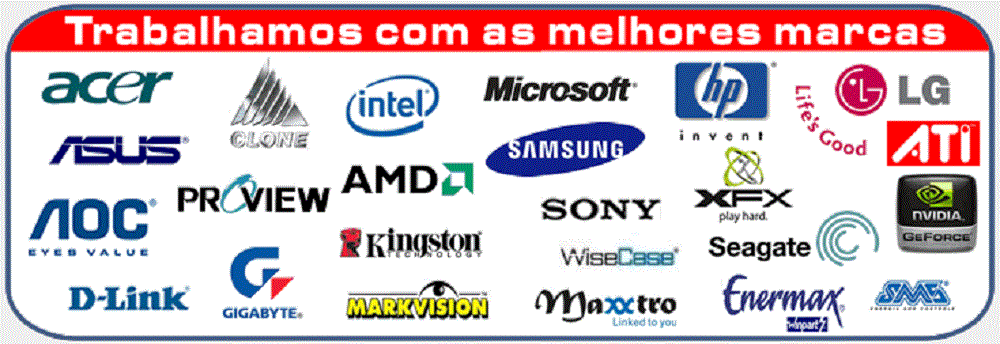 Trabalhamos com as melhores marcas
acer
CLONE
intel
Microsoft
hp
invent
Life's Good
LG
ASUS
SAMSUNG
ATI
PROVIEW
AMD
XFX
play hard.
AOC
EYES VALUE
SONY
NVIDIA
GEFORCE
Kingston
TECHNOLOGY
WiseCase
Seagate
D-Link
GIGABYTE
MARKVISION
Maxxtro
Linked to you
Enermax
Winpart
SMS